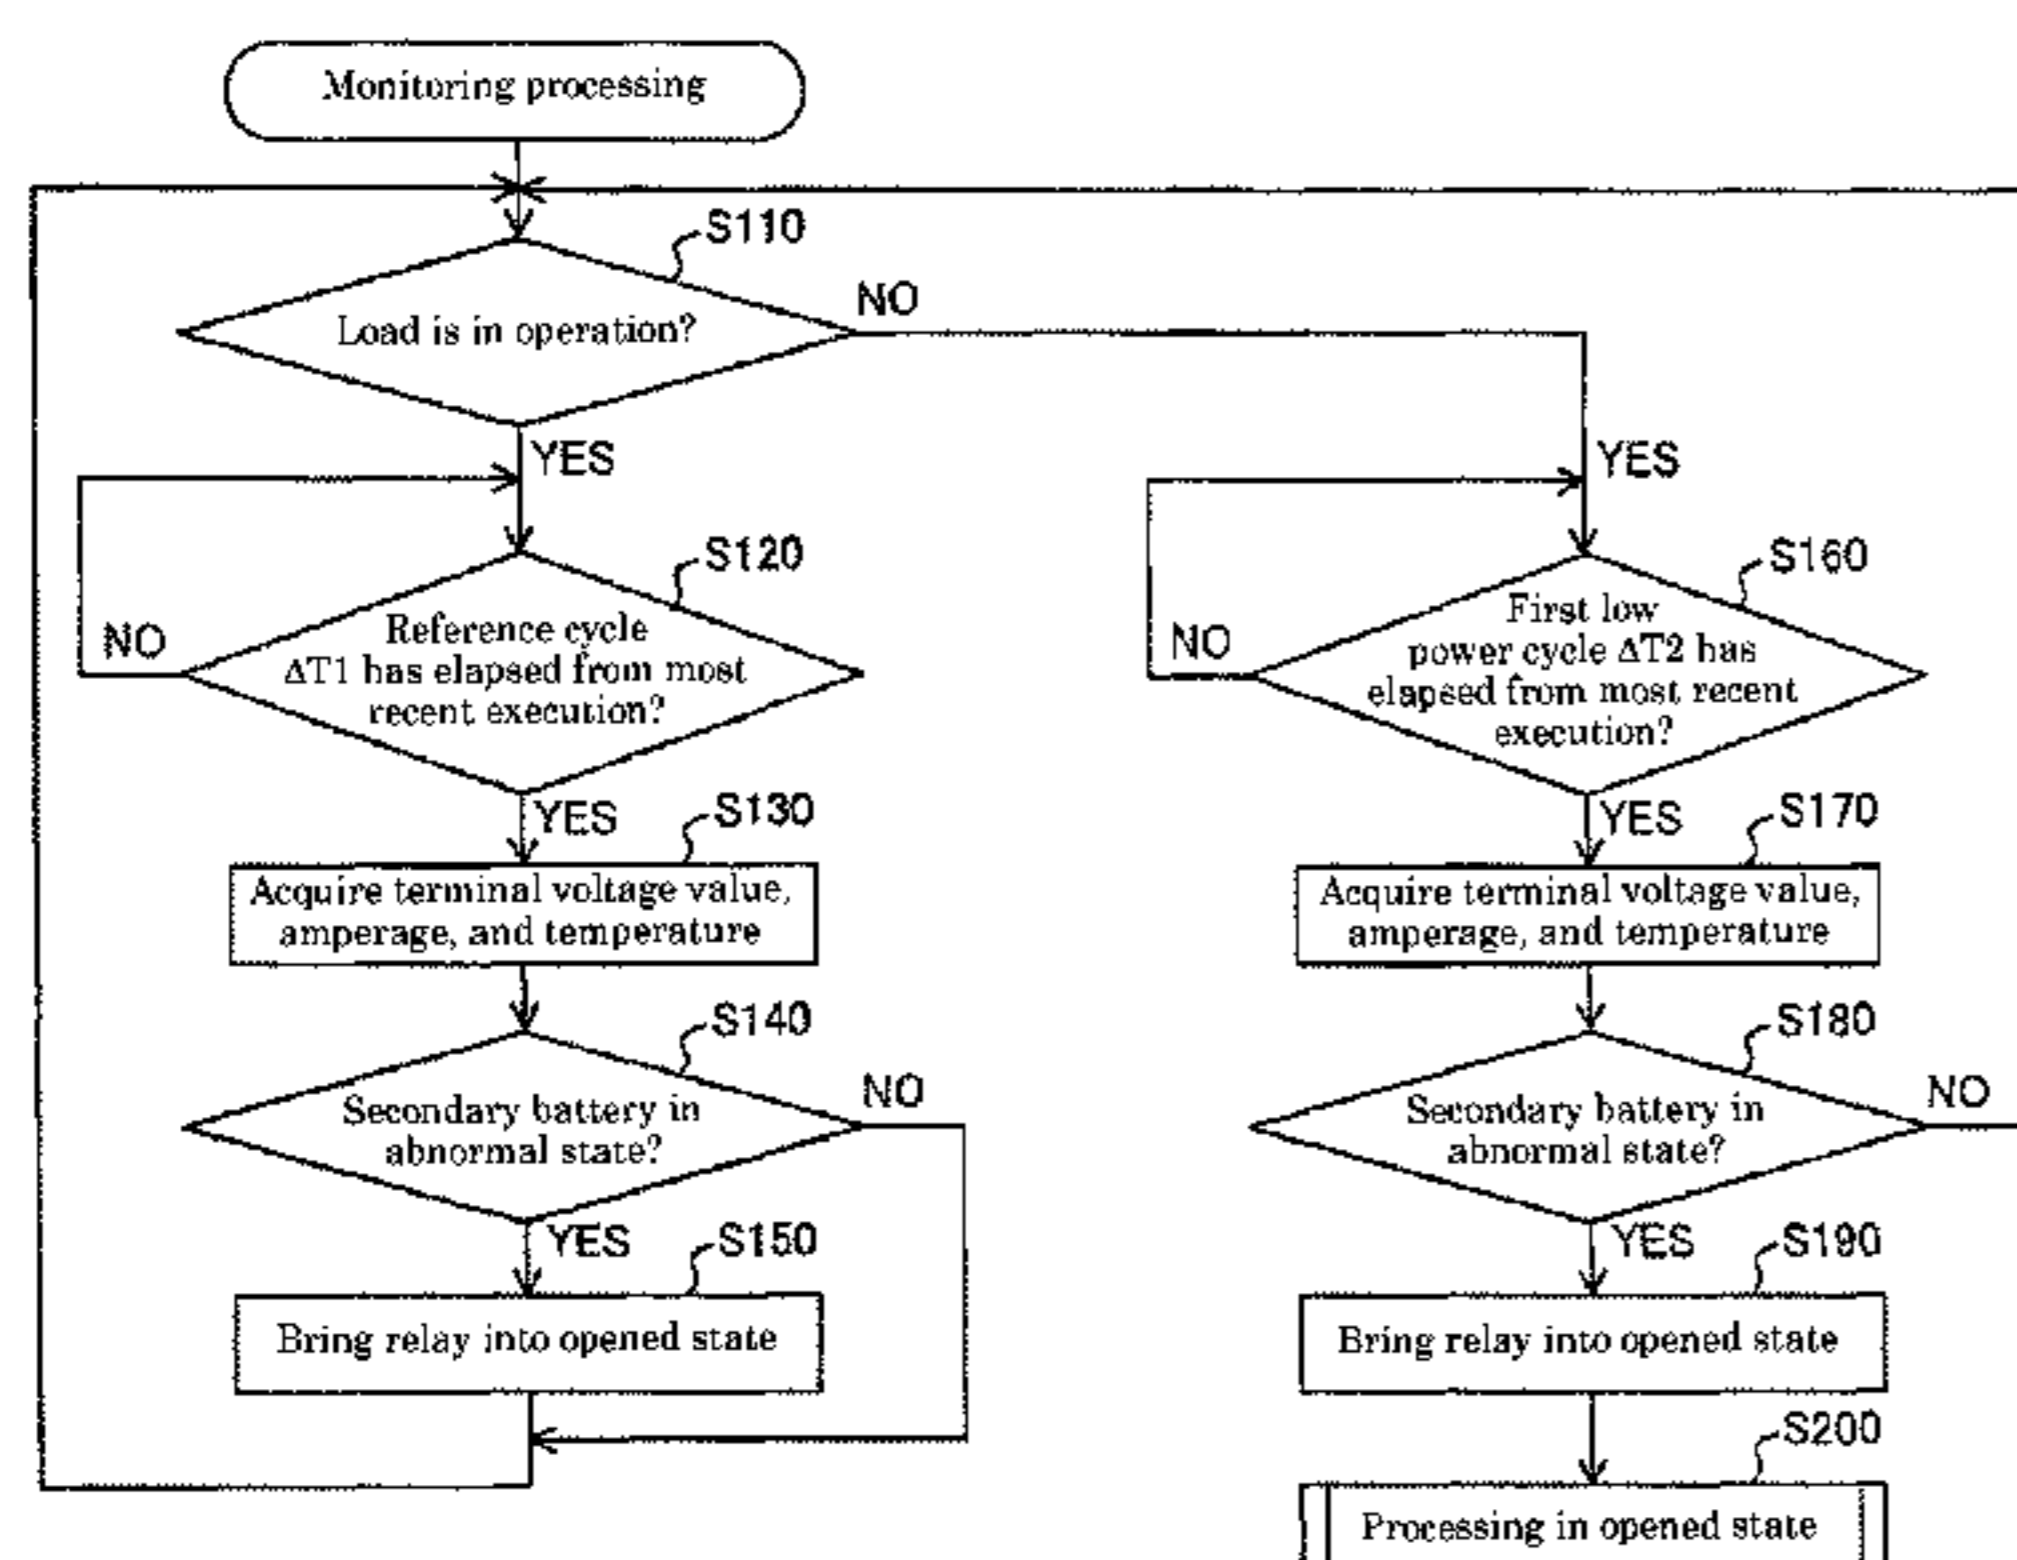 Monitoring processing
S110
Load is in operation?
NO
YES
S120
Reference cycle
ΔT1 has elapsed from most
recent execution?
NO
YES
S130
Acquire terminal voltage value,
amperage, and temperature
S140
Secondary battery in
abnormal state?
NO
YES
S150
Bring relay into opened state
YES
S160
First low
power cycle ΔT2 has
elapsed from most recent
execution?
NO
YES
S170
Acquire terminal voltage value,
amperage, and temperature
S180
Secondary battery in
abnormal state?
NO
YES
S190
Bring relay into opened state
S200
Processing in opened state